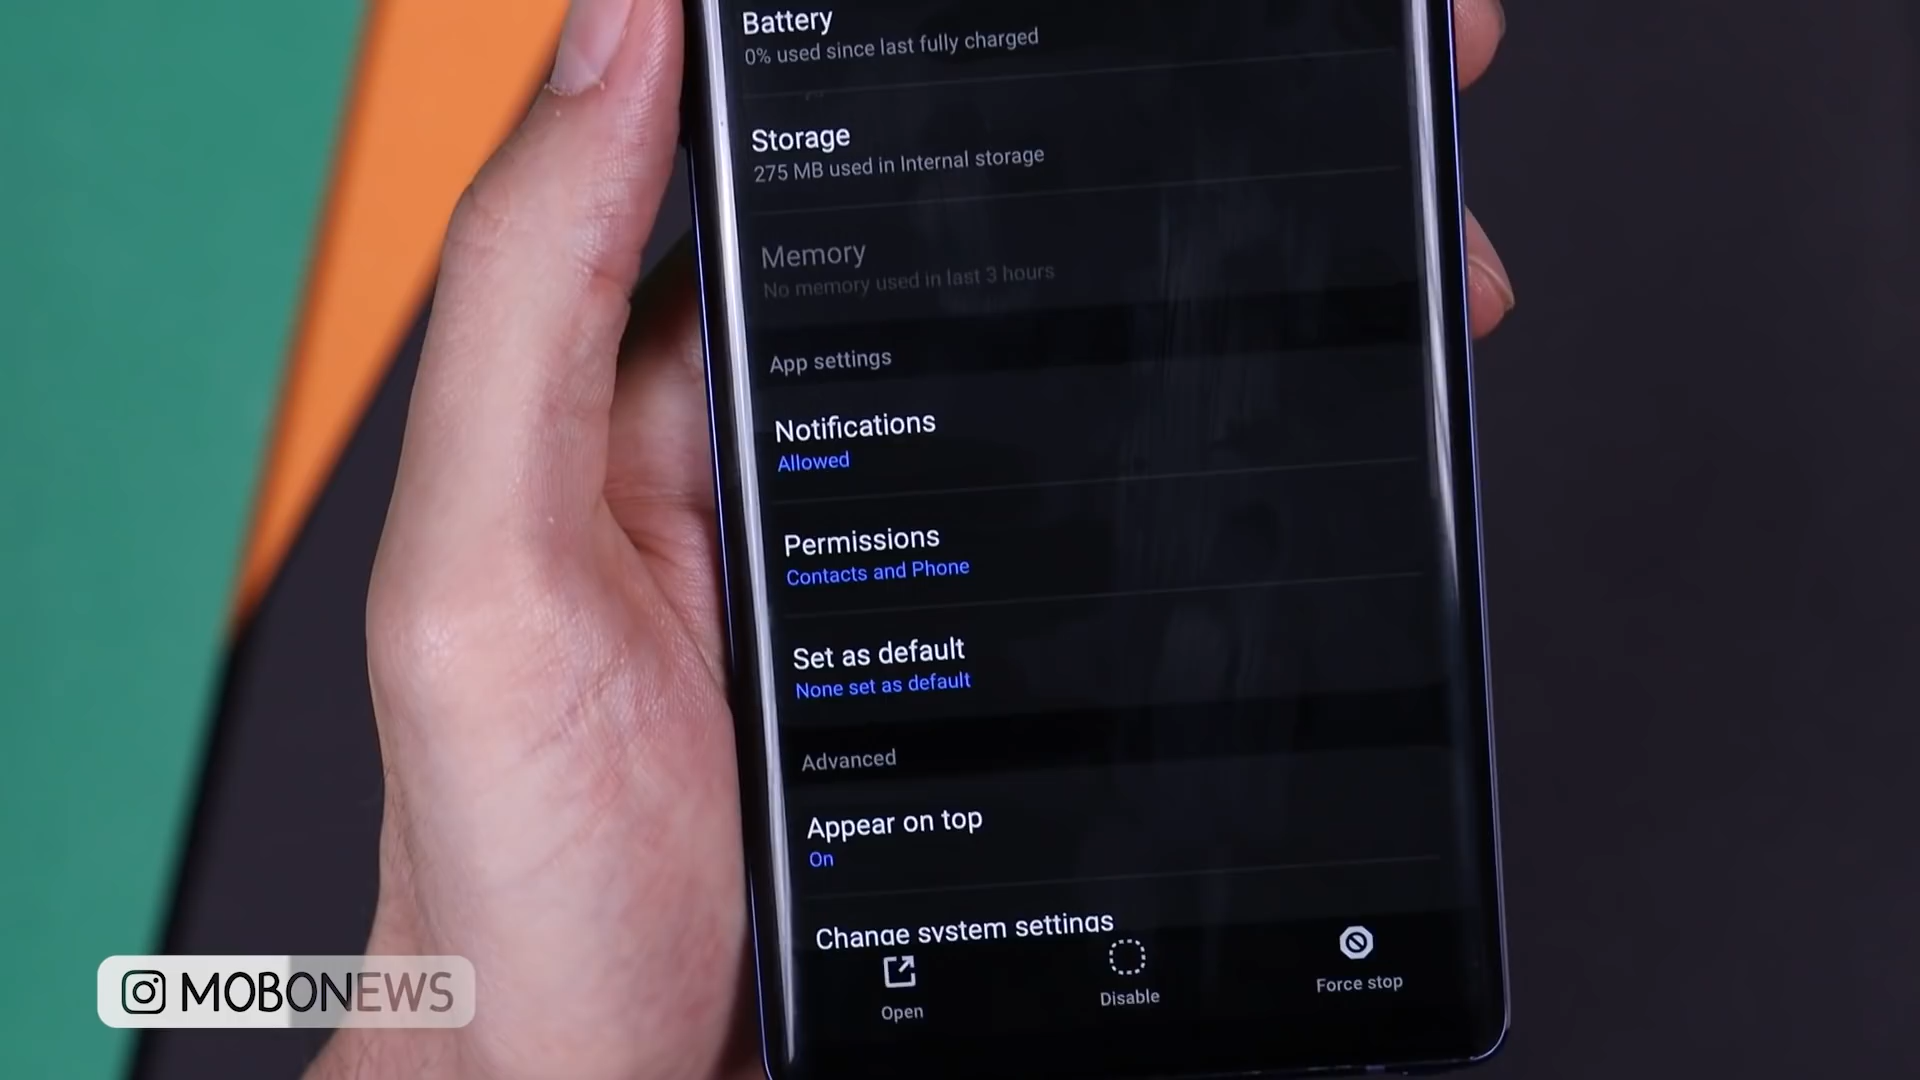 Battery
0% used since last fully charged
Storage
275 MB used in Internal storage
Memory
No memory used in last 3 hours
App settings
Notifications
Allowed
Permissions
Contacts and Phone
Set as default
None set as default
Advanced
Appear on top
On
Change system settings
Open
Disable
Force stop
MOBONEWS